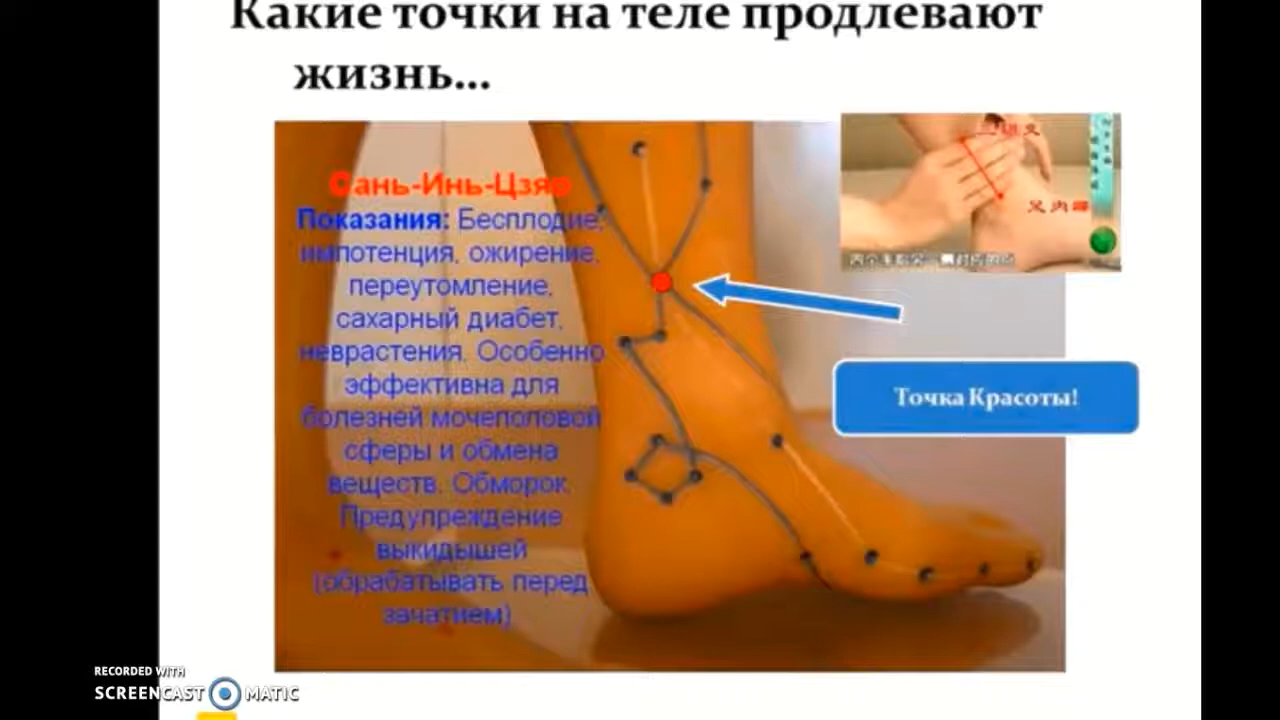 Какие точки на теле продлевают
жизнь...
Сань-Инь-Цзяо
Показания: Бесплодие,
импотенция, ожирение,
переутомление,
сахарный диабет,
неврастения. Особенно
эффективна для
болезней мочеполовой
сферы и обмена
веществ. Обморок.
Предупреждение
выкидышей
(обрабатывать перед
зачатием)
Точка Красоты!
RECORDED WITH
SCREENCAST MATIC